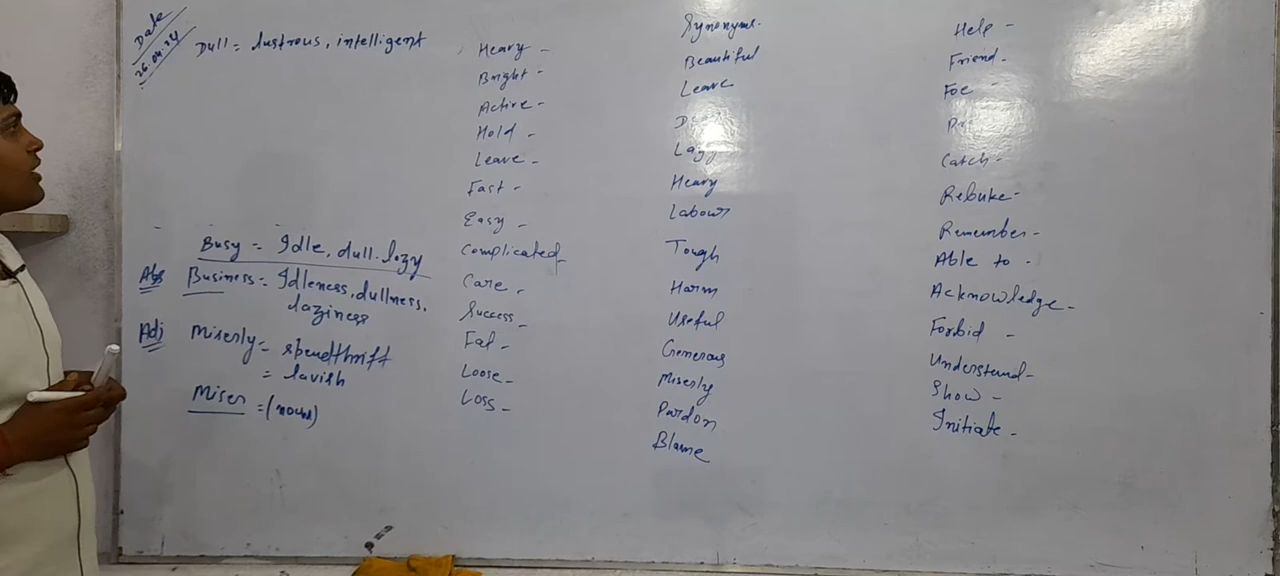 Date
26.04.24
Dull = lustrous, intelligent
Busy = Idle, dull. lazy
Abs Business = Idleness, dullness,
laziness
Adj Miserly = spendthrift
= lavish
Miser = (noun)
Heavy -
Bright -
Active -
Hold -
Leave -
Fast -
Easy -
Complicated -
Care -
Success -
Fat -
Loose -
Loss -
Synonyms.
Beautiful
Leave
Lazy
Heavy
Labour
Tough
Harm
Useful
Generous
Miserly
Pardon
Blame
Help -
Friend -
Foe -
Catch -
Rebuke -
Remember -
Able to -
Acknowledge -
Forbid -
Understand -
Show -
Initiate -